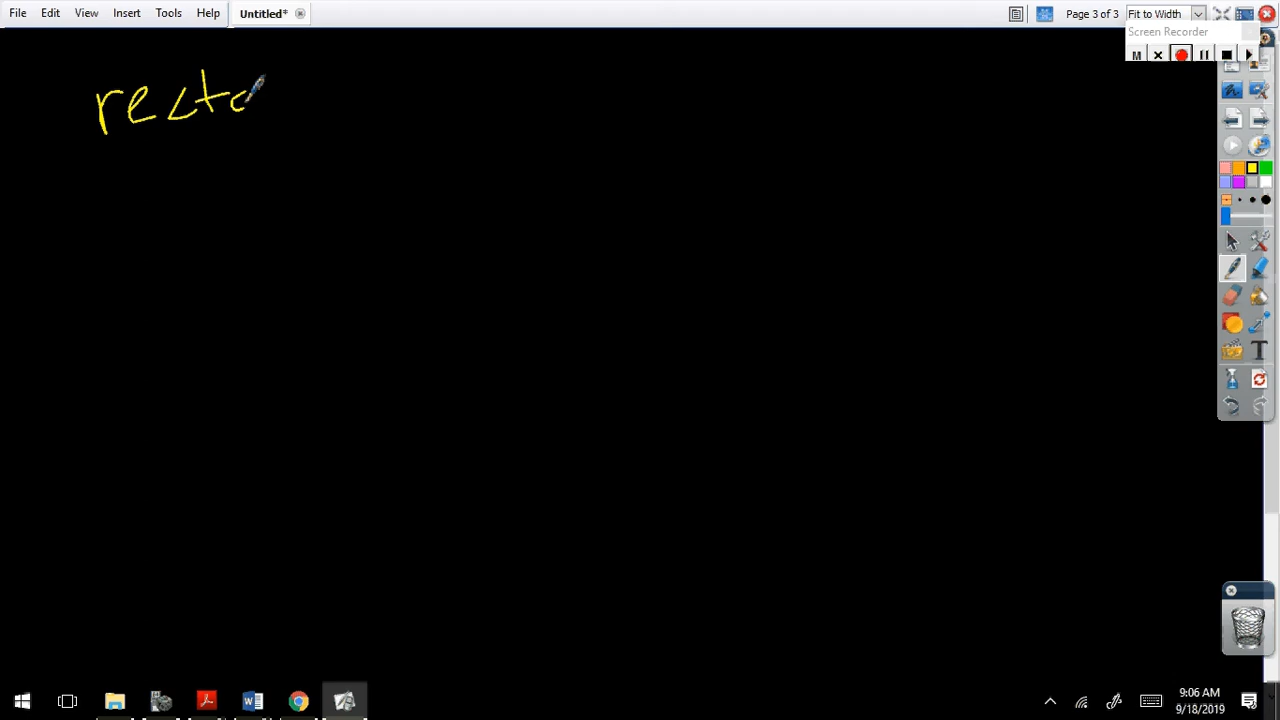 File Edit View Insert Tools Help Untitled* Page 3 of 3 Fit to Width
Screen Recorder
M
recta
T
9:06 AM
9/18/2019